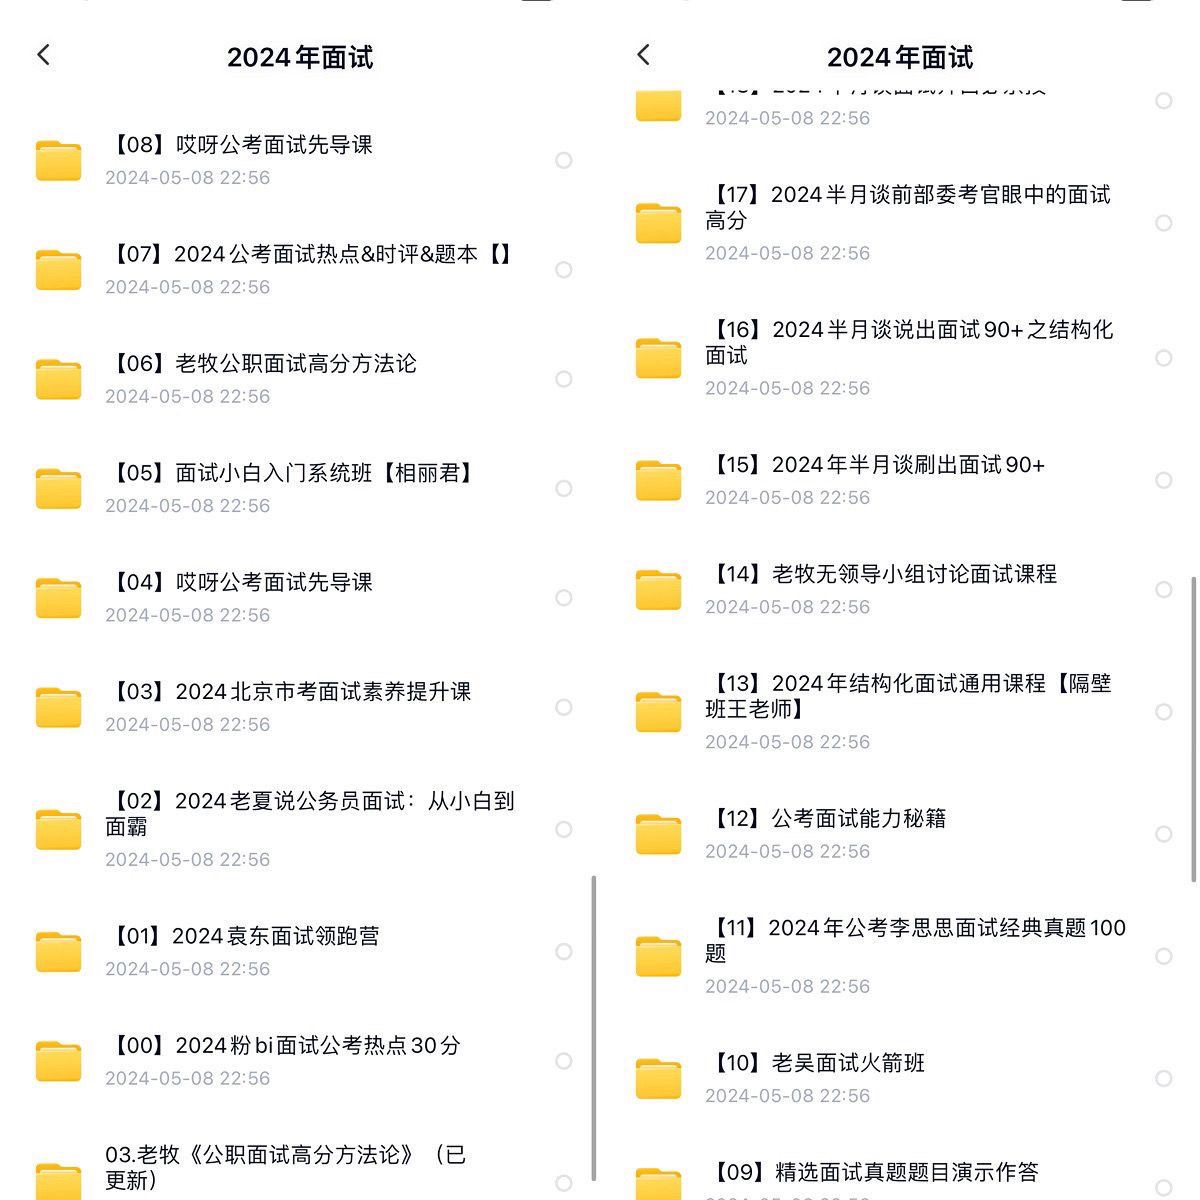 2024年面试
【08】哎呀公考面试先导课
2024-05-08 22:56
【07】2024公考面试热点&时评&题本【】
2024-05-08 22:56
【06】老牧公职面试高分方法论
2024-05-08 22:56
【05】面试小白入门系统班【相丽君】
2024-05-08 22:56
【04】哎呀公考面试先导课
2024-05-08 22:56
【03】2024北京市考面试素养提升课
2024-05-08 22:56
【02】2024老夏说公务员面试：从小白到
面霸
2024-05-08 22:56
【01】2024袁东面试领跑营
2024-05-08 22:56
【00】2024粉bi面试公考热点30分
2024-05-08 22:56
03.老牧《公职面试高分方法论》（已
更新）
2024年面试
2024-05-08 22:56
【17】2024半月谈前部委考官眼中的面试
高分
2024-05-08 22:56
【16】2024半月谈说出面试90+之结构化
面试
2024-05-08 22:56
【15】2024年半月谈刷出面试90+
2024-05-08 22:56
【14】老牧无领导小组讨论面试课程
2024-05-08 22:56
【13】2024年结构化面试通用课程【隔壁
班王老师】
2024-05-08 22:56
【12】公考面试能力秘籍
2024-05-08 22:56
【11】2024年公考李思思面试经典真题100
题
2024-05-08 22:56
【10】老吴面试火箭班
2024-05-08 22:56
【09】精选面试真题题目演示作答